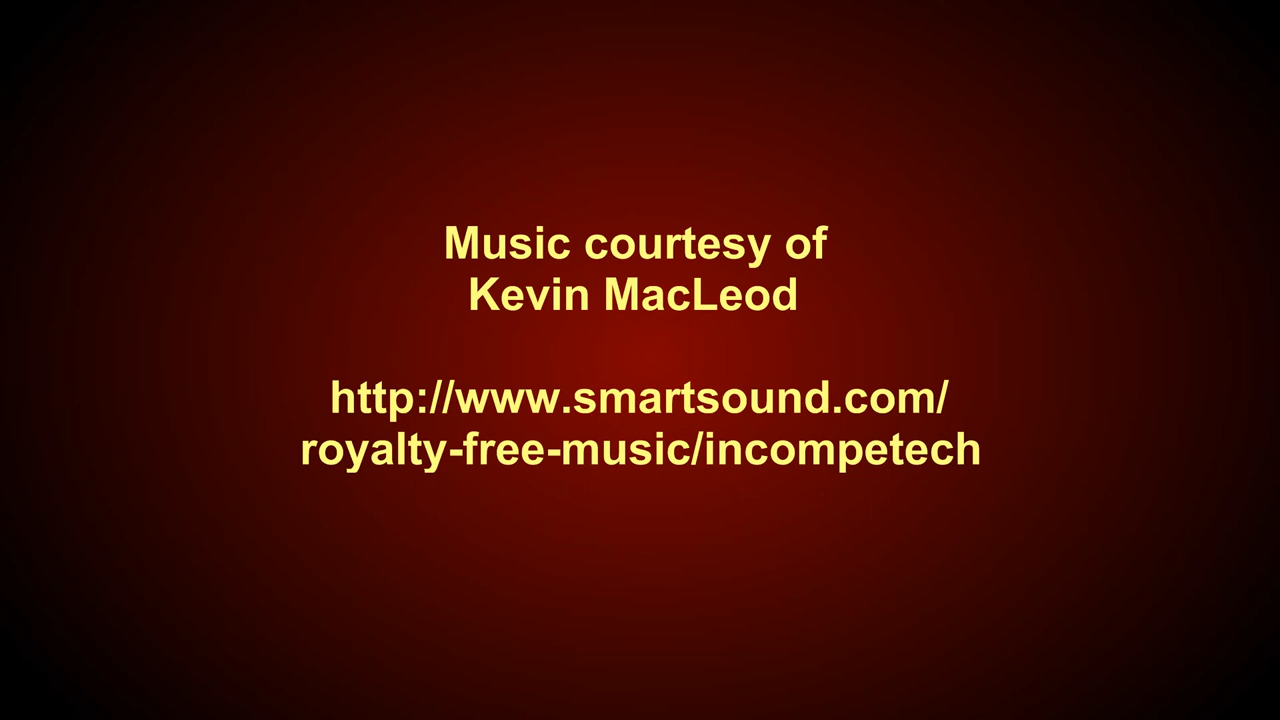 Music courtesy of
Kevin MacLeod
http://www.smartsound.com/
royalty-free-music/incompetech